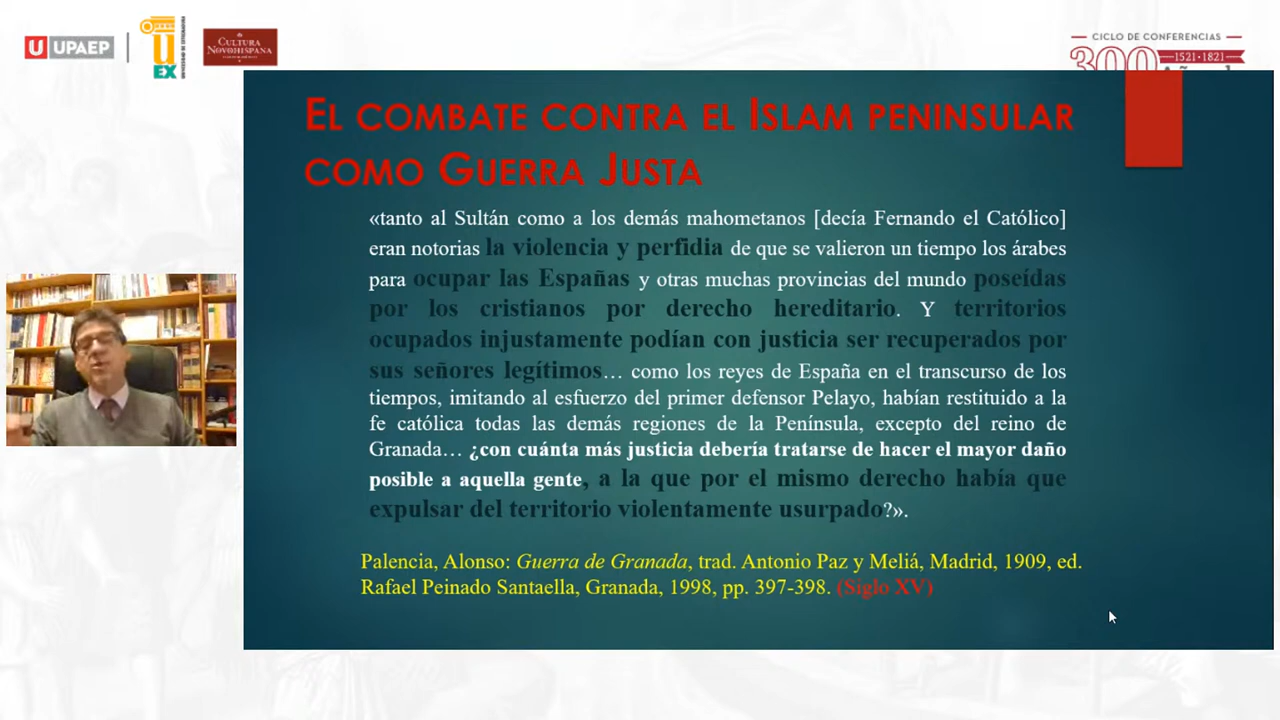 U UPAEP
UEX
UNIVERSIDAD DE EXTREMADURA
CULTURA
NOVOHISPANA
CICLO DE CONFERENCIAS
300
1521-1821
EL COMBATE CONTRA EL ISLAM PENINSULAR
COMO GUERRA JUSTA
«tanto al Sultán como a los demás mahometanos [decía Fernando el Católico]
eran notorias la violencia y perfidia de que se valieron un tiempo los árabes
para ocupar las Españas y otras muchas provincias del mundo poseídas
por los cristianos por derecho hereditario. Y territorios
ocupados injustamente podían con justicia ser recuperados por
sus señores legítimos… como los reyes de España en el transcurso de los
tiempos, imitando al esfuerzo del primer defensor Pelayo, habían restituido a la
fe católica todas las demás regiones de la Península, excepto del reino de
Granada… ¿con cuánta más justicia debería tratarse de hacer el mayor daño
posible a aquella gente, a la que por el mismo derecho había que
expulsar del territorio violentamente usurpado?».
Palencia, Alonso: Guerra de Granada, trad. Antonio Paz y Meliá, Madrid, 1909, ed.
Rafael Peinado Santaella, Granada, 1998, pp. 397-398. (Siglo XV)